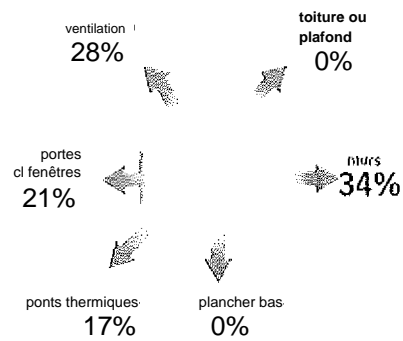 ventilation
28%
toiture ou
plafond
0%
portes
cl fenêtres
21%
murs
34%
ponts thermiques
17%
plancher bas
0%